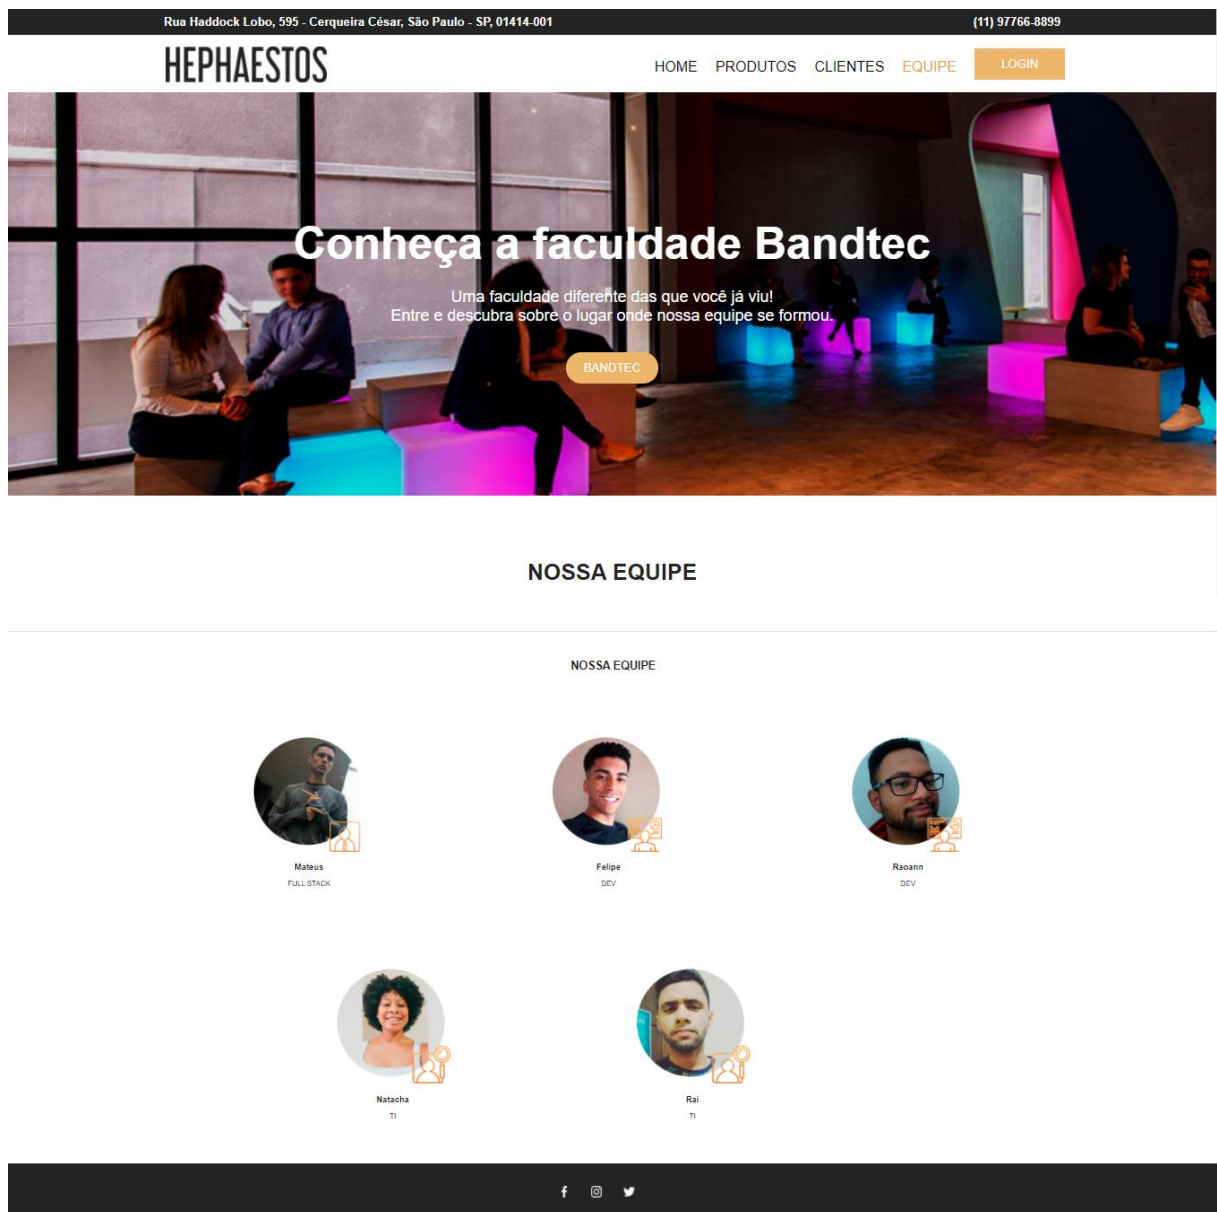 Rua Haddock Lobo, 595 - Cerqueira César, São Paulo - SP, 01414-001
(11) 97766-8899
HEPHAESTOS
HOME PRODUTOS CLIENTES EQUIPE LOGIN
Conheça a faculdade Bandtec
Uma faculdade diferente das que você já viu!
Entre e descubra sobre o lugar onde nossa equipe se formou.
BANDTEC
NOSSA EQUIPE
NOSSA EQUIPE
Mateus
FULL STACK
Felipe
DEV
Raoann
DEV
Natacha
TI
Rai
TI